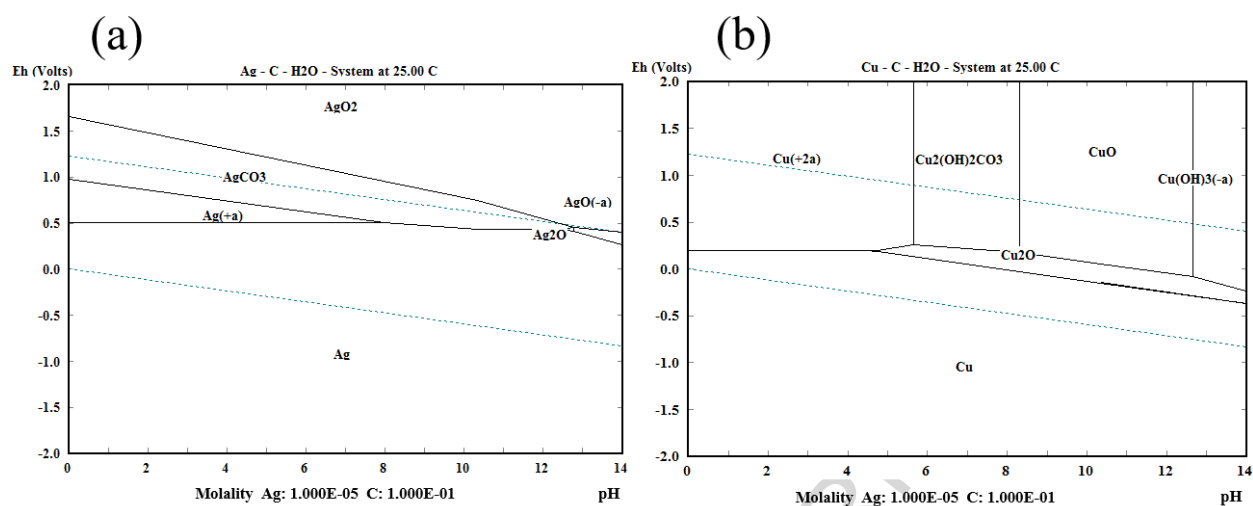 (a)
Eh (Volts)
Ag - C - H2O - System at 25.00 C
2.0
1.5
1.0
0.5
0.0
-0.5
-1.0
-1.5
-2.0
AgO2
AgCO3
AgO(-a)
Ag(+a)
Ag2O
Ag
0 2 4 6 8 10 12 14
Molality Ag: 1.000E-05 C: 1.000E-01 pH
(b)
Eh (Volts)
Cu - C - H2O - System at 25.00 C
2.0
1.5
1.0
0.5
0.0
-0.5
-1.0
-1.5
-2.0
Cu(+2a)
Cu2(OH)2CO3
CuO
Cu(OH)3(-a)
Cu2O
Cu
0 2 4 6 8 10 12 14
Molality Ag: 1.000E-05 C: 1.000E-01 pH